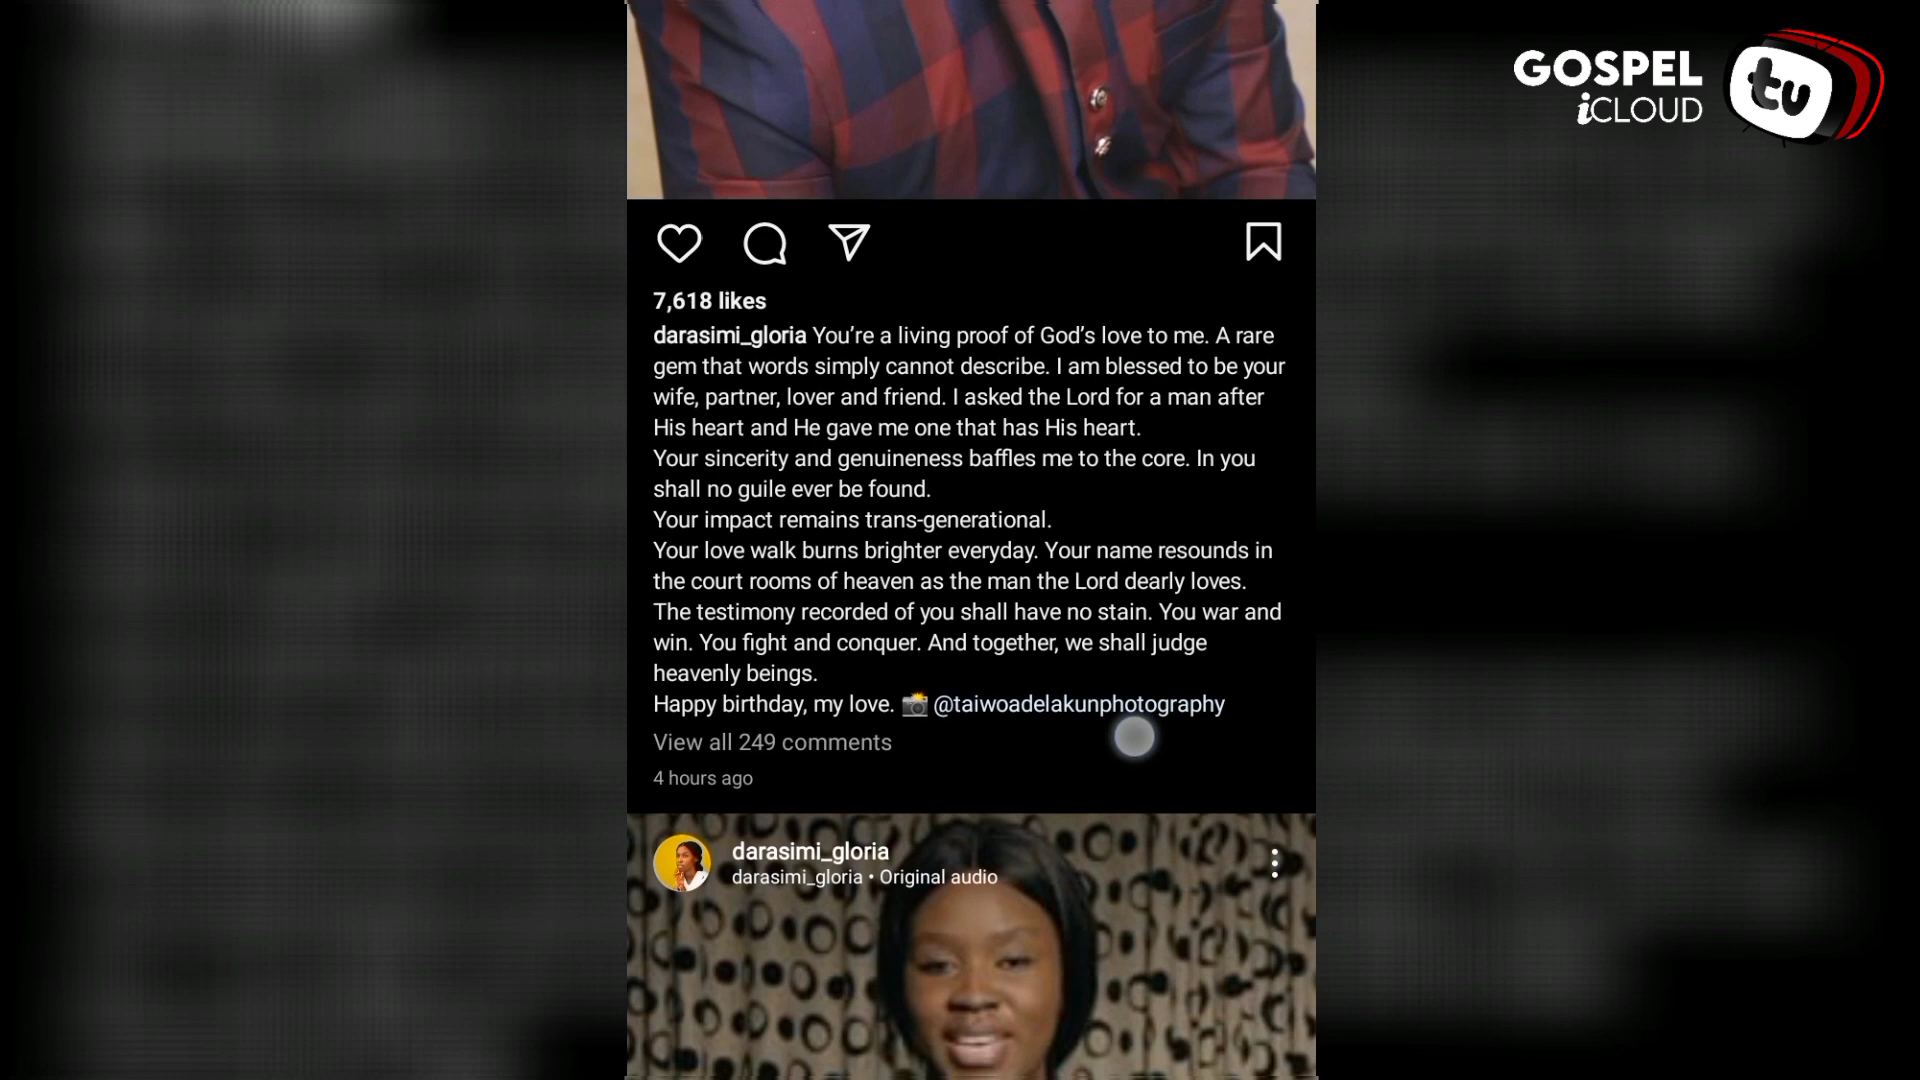 GOSPEL
iCLOUD
tv
7,618 likes
darasimi_gloria You’re a living proof of God’s love to me. A rare
gem that words simply cannot describe. I am blessed to be your
wife, partner, lover and friend. I asked the Lord for a man after
His heart and He gave me one that has His heart.
Your sincerity and genuineness baffles me to the core. In you
shall no guile ever be found.
Your impact remains trans-generational.
Your love walk burns brighter everyday. Your name resounds in
the court rooms of heaven as the man the Lord dearly loves.
The testimony recorded of you shall have no stain. You war and
win. You fight and conquer. And together, we shall judge
heavenly beings.
Happy birthday, my love. 📸 @taiwoadelakunphotography
View all 249 comments
4 hours ago
darasimi_gloria
darasimi_gloria • Original audio